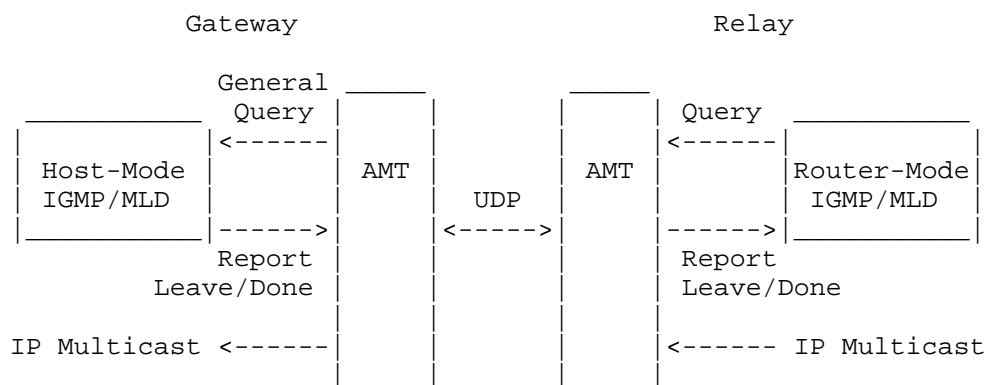 Gateway Relay
General
Query Query
Host-Mode AMT AMT Router-Mode
IGMP/MLD UDP IGMP/MLD
Report Report
Leave/Done Leave/Done
IP Multicast IP Multicast